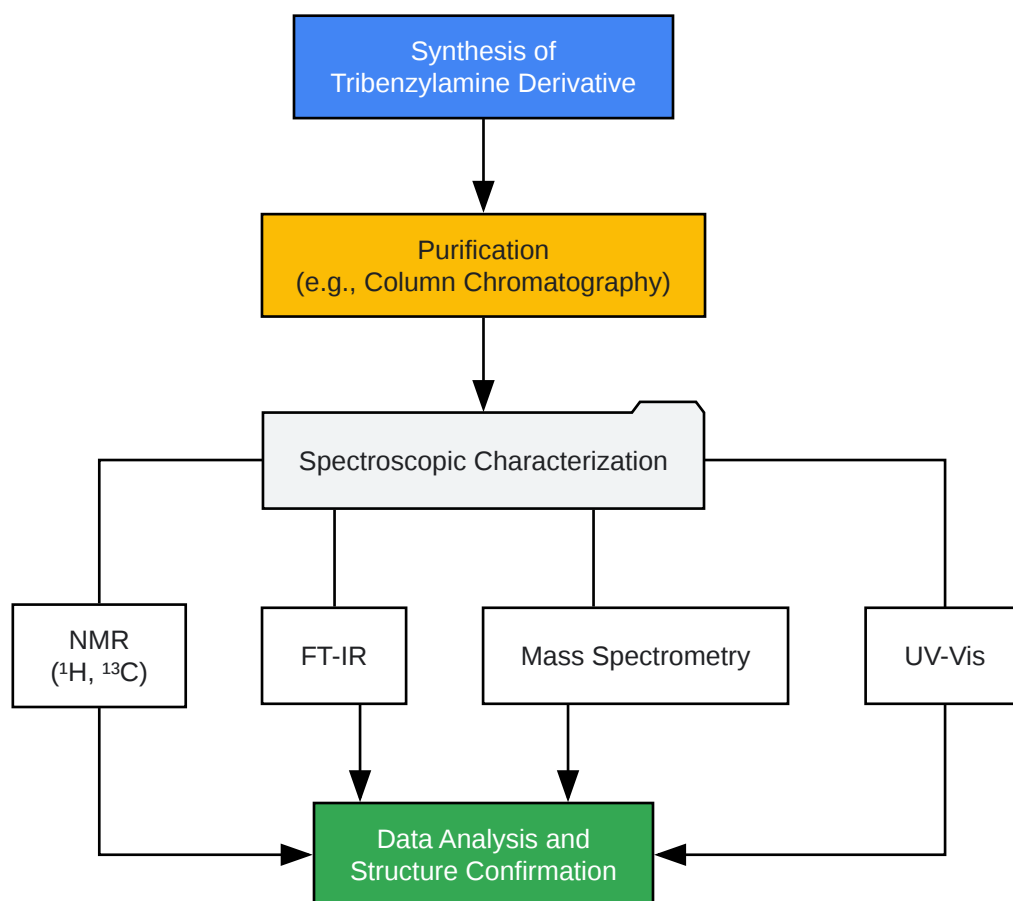 Synthesis of
Tribenzylamine Derivative
Purification
(e.g., Column Chromatography)
Spectroscopic Characterization
NMR
(¹H, ¹³C)
FT-IR
Mass Spectrometry
UV-Vis
Data Analysis and
Structure Confirmation